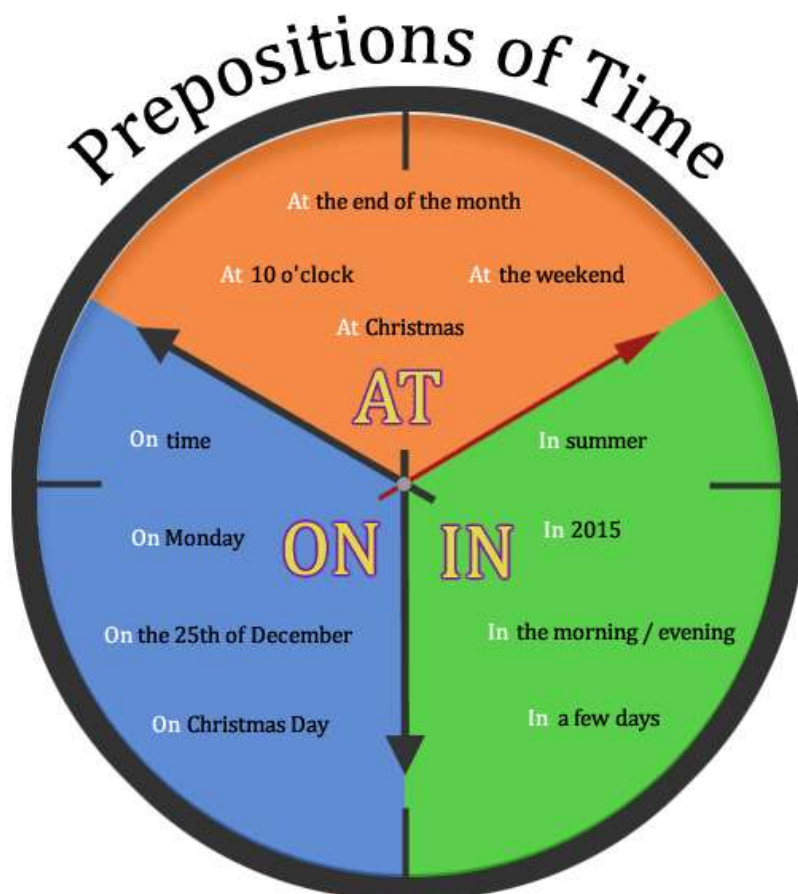 Prepositions of Time
At the end of the month
At 10 o'clock
At the weekend
At Christmas
AT
On time
On Monday
On the 25th of December
On Christmas Day
ON
IN
In summer
In 2015
In the morning / evening
In a few days